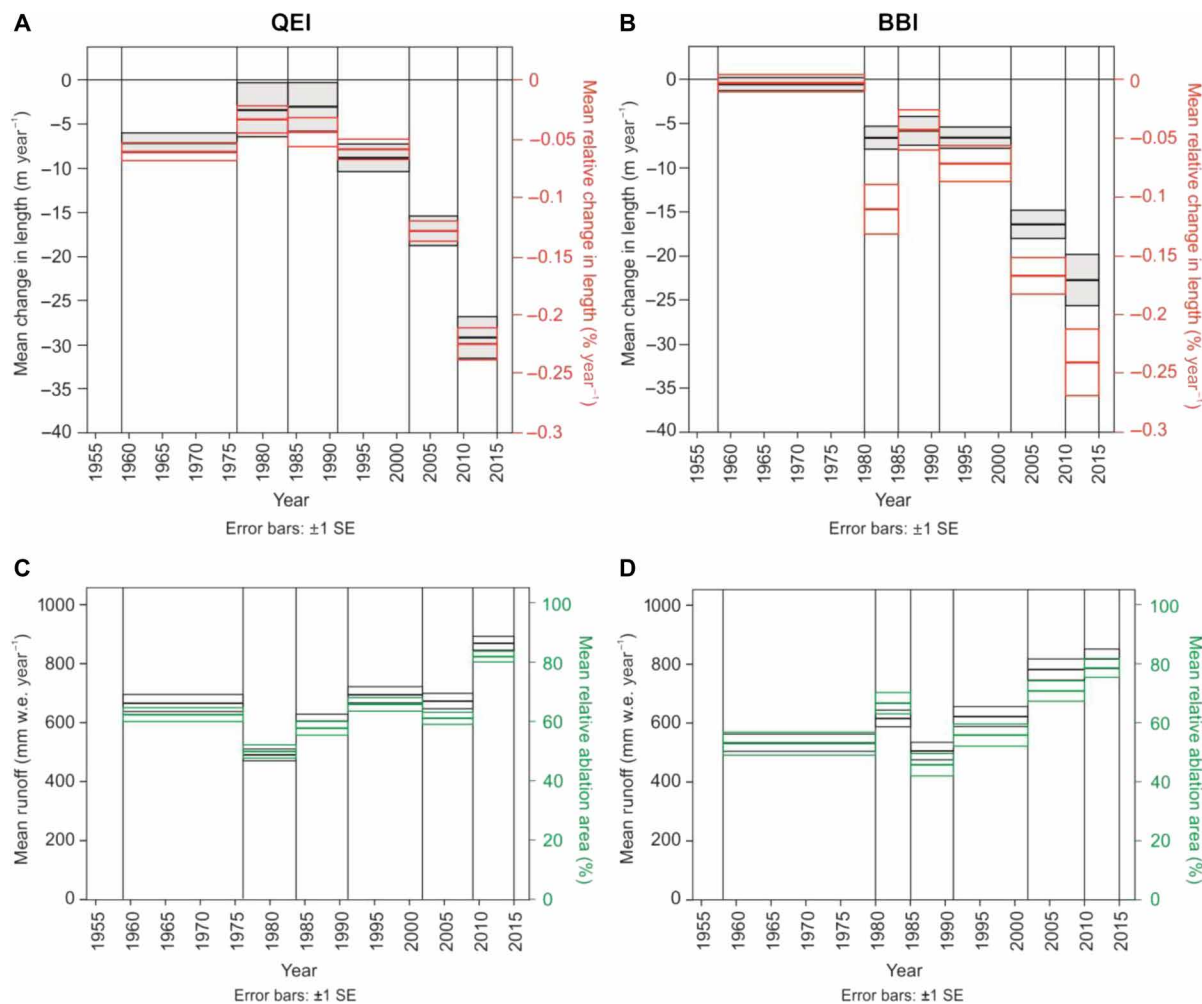 A
QEI
B
BBI
Mean change in length (m year⁻¹)
0
–5
–10
–15
–20
–25
–30
–35
–40
0
–0.05
–0.1
–0.15
–0.2
–0.25
–0.3
Mean relative change in length (% year⁻¹)
1955 1960 1965 1970 1975 1980 1985 1990 1995 2000 2005 2010 2015
Year
Error bars: ±1 SE
Mean change in length (m year⁻¹)
0
–5
–10
–15
–20
–25
–30
–35
–40
0
–0.05
–0.1
–0.15
–0.2
–0.25
–0.3
Mean relative change in length (% year⁻¹)
1955 1960 1965 1970 1975 1980 1985 1990 1995 2000 2005 2010 2015
Year
Error bars: ±1 SE
C
Mean runoff (mm w.e. year⁻¹)
1000
800
600
400
200
0
100
80
60
40
20
0
Mean relative ablation area (%)
1955 1960 1965 1970 1975 1980 1985 1990 1995 2000 2005 2010 2015
Year
Error bars: ±1 SE
D
Mean runoff (mm w.e. year⁻¹)
1000
800
600
400
200
0
100
80
60
40
20
0
Mean relative ablation area (%)
1955 1960 1965 1970 1975 1980 1985 1990 1995 2000 2005 2010 2015
Year
Error bars: ±1 SE